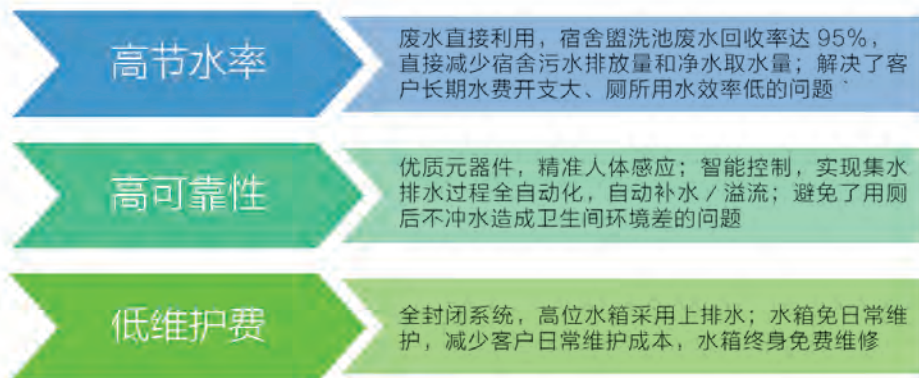 高节水率
废水直接利用，宿舍盥洗池废水回收率达 95%，
直接减少宿舍污水排放量和净水取水量；解决了客
户长期水费开支大、厕所用水效率低的问题
高可靠性
优质元器件，精准人体感应；智能控制，实现集水
排水过程全自动化，自动补水 / 溢流；避免了用厕
后不冲水造成卫生间环境差的问题
低维护费
全封闭系统，高位水箱采用上排水；水箱免日常维
护，减少客户日常维护成本，水箱终身免费维修